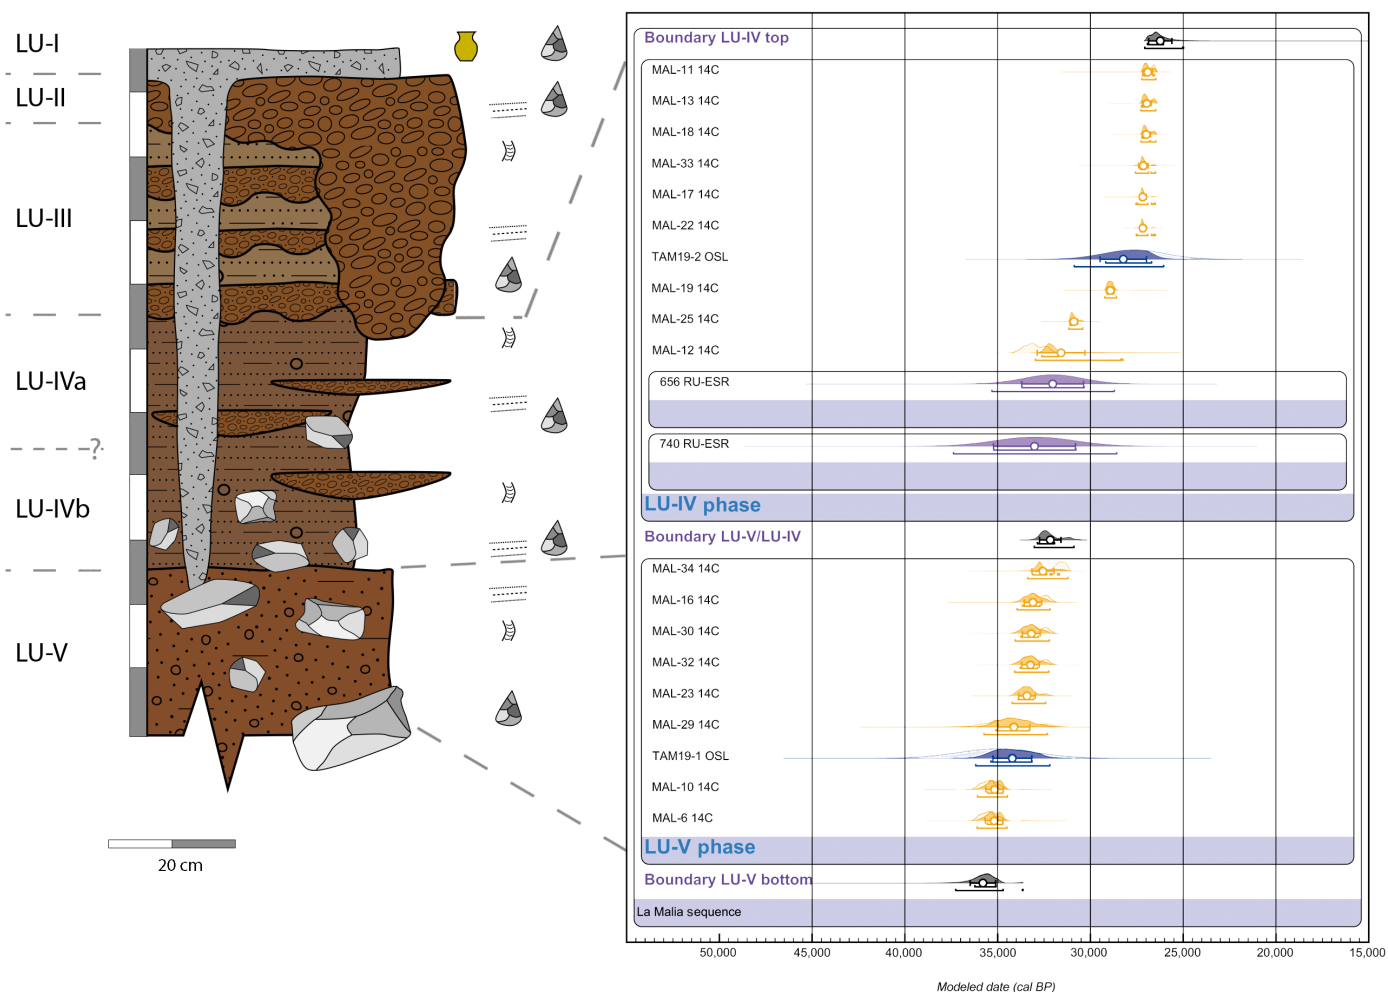 LU-I
LU-II
LU-III
LU-IVa
?
LU-IVb
LU-V
20 cm
Boundary LU-IV top
MAL-11 14C
MAL-13 14C
MAL-18 14C
MAL-33 14C
MAL-17 14C
MAL-22 14C
TAM19-2 OSL
MAL-19 14C
MAL-25 14C
MAL-12 14C
656 RU-ESR
740 RU-ESR
LU-IV phase
Boundary LU-V/LU-IV
MAL-34 14C
MAL-16 14C
MAL-30 14C
MAL-32 14C
MAL-23 14C
MAL-29 14C
TAM19-1 OSL
MAL-10 14C
MAL-6 14C
LU-V phase
Boundary LU-V bottom
La Malia sequence
50,000 45,000 40,000 35,000 30,000 25,000 20,000 15,000
Modeled date (cal BP)